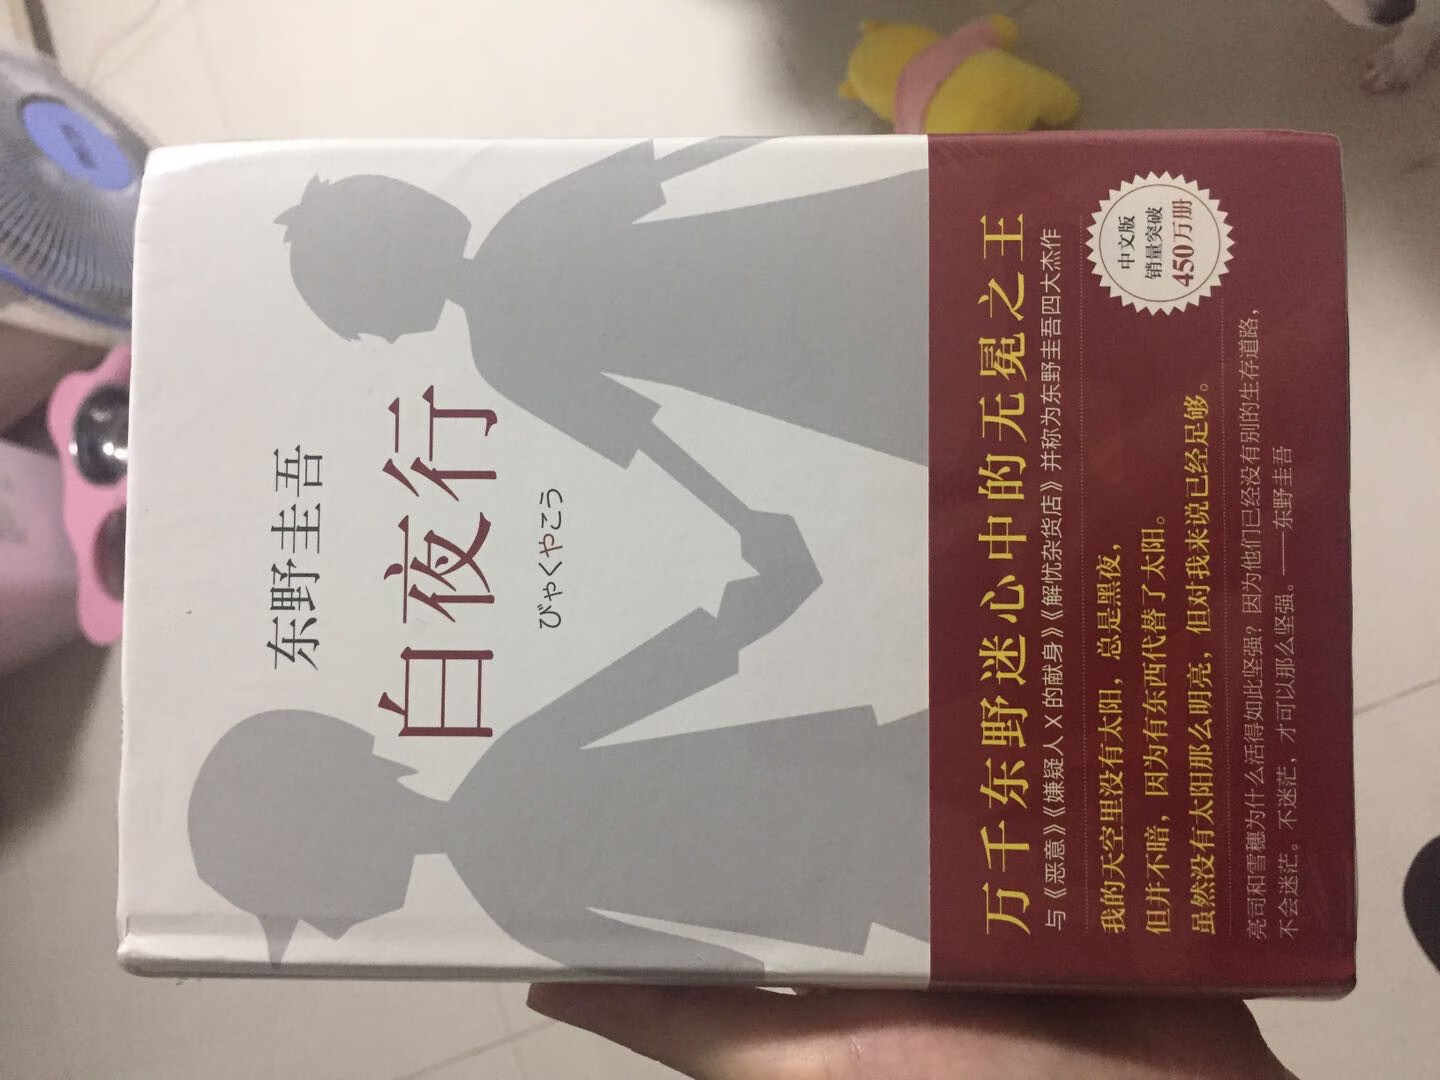 东野圭吾
白夜行
びゃくやこう
万千东野迷心中的无冕之王
与《恶意》《嫌疑人X的献身》《解忧杂货店》并称为东野圭吾四大杰作
中文版
销量突破
450万册
我的天空里没有太阳，总是黑夜，
但并不暗，因为有东西代替了太阳。
虽然没有太阳那么明亮，但对我来说已经足够。
亮司和雪穗为什么活得如此坚强？因为他们已经没有别的生存道路，
不会迷茫。不迷茫，才可以那么坚强。——东野圭吾